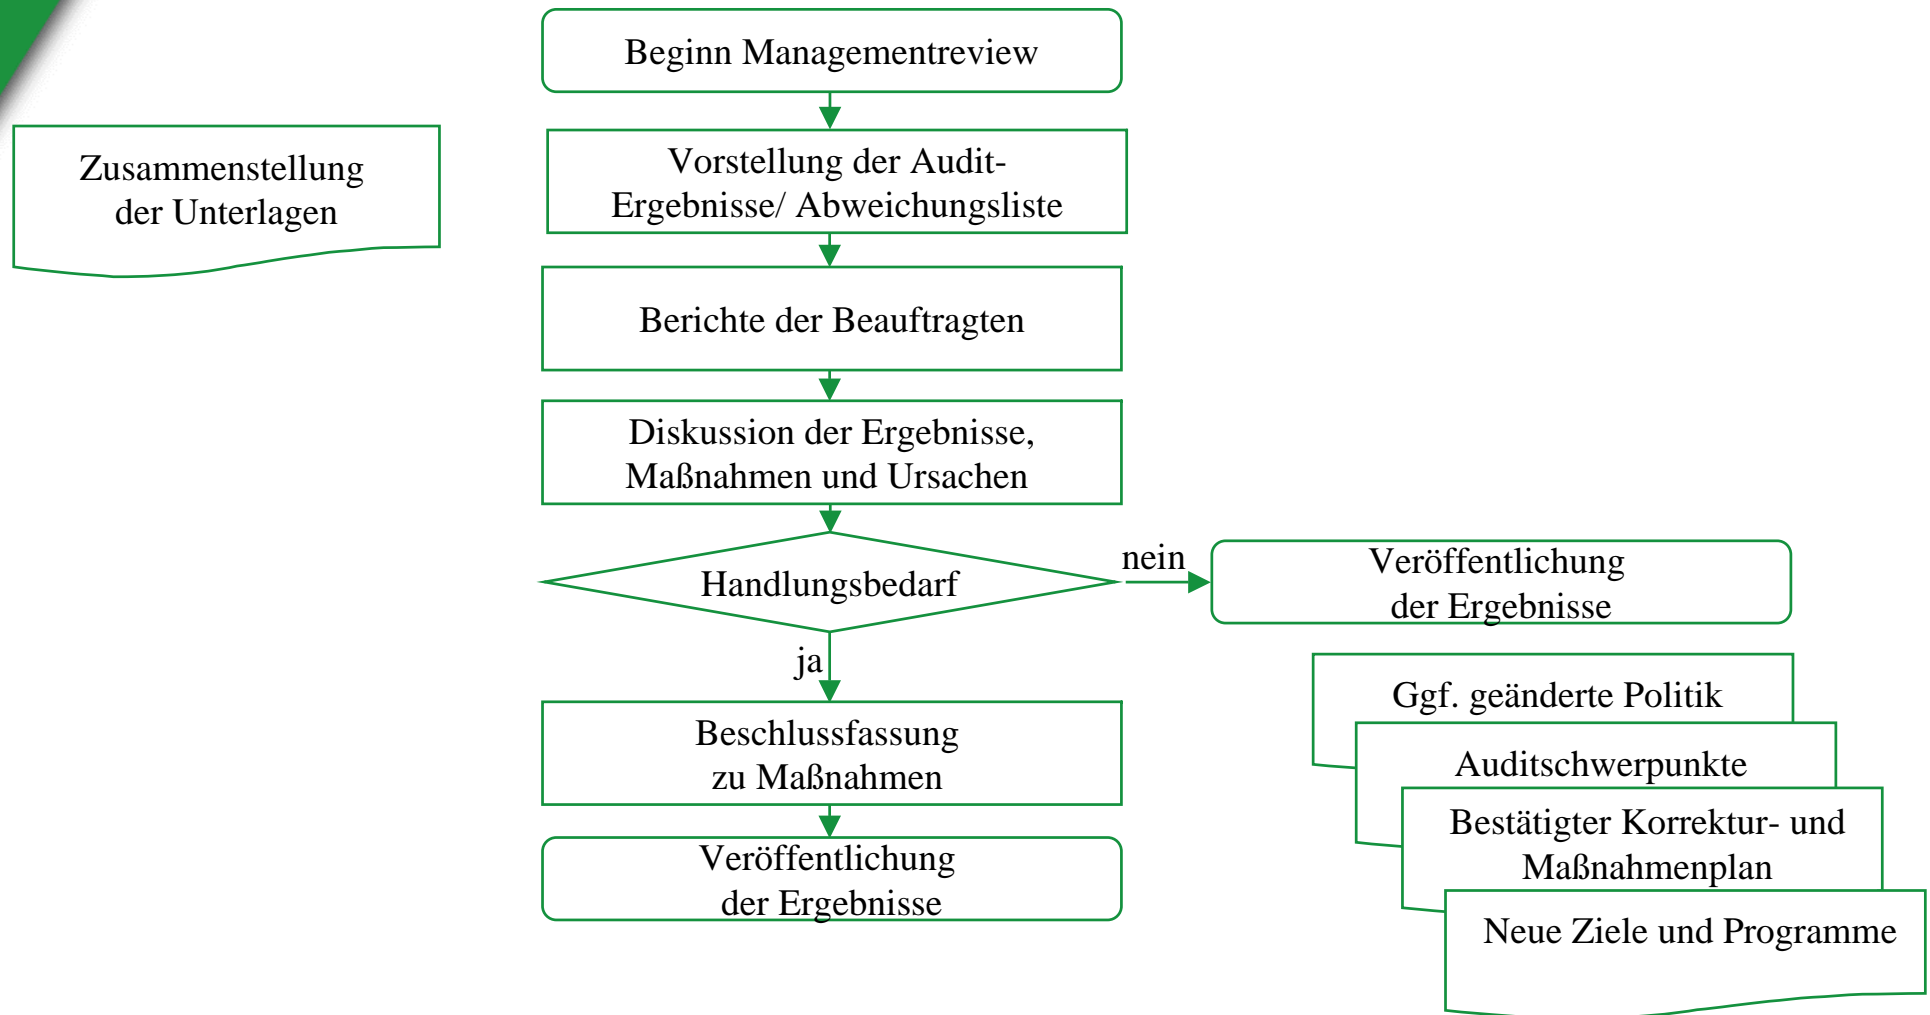 Beginn Managementreview
Zusammenstellung
der Unterlagen
Vorstellung der Audit-
Ergebnisse/ Abweichungsliste
Berichte der Beauftragten
Diskussion der Ergebnisse,
Maßnahmen und Ursachen
Handlungsbedarf
nein
Veröffentlichung
der Ergebnisse
ja
Beschlussfassung
zu Maßnahmen
Veröffentlichung
der Ergebnisse
Ggf. geänderte Politik
Auditschwerpunkte
Bestätigter Korrektur- und
Maßnahmenplan
Neue Ziele und Programme